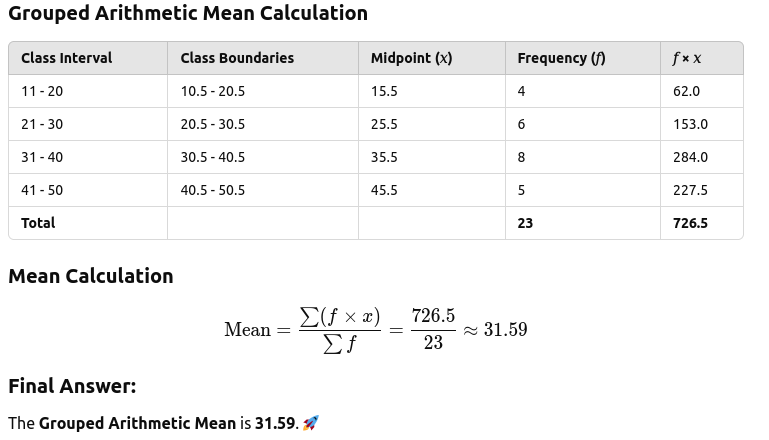 Grouped Arithmetic Mean Calculation
Class Interval Class Boundaries Midpoint (x) Frequency (f) f × x
11 - 20 10.5 - 20.5 15.5 4 62.0
21 - 30 20.5 - 30.5 25.5 6 153.0
31 - 40 30.5 - 40.5 35.5 8 284.0
41 - 50 40.5 - 50.5 45.5 5 227.5
Total 23 726.5
Mean Calculation
Mean = ∑(f × x) / ∑f = 726.5 / 23 ≈ 31.59
Final Answer:
The Grouped Arithmetic Mean is 31.59. 🚀